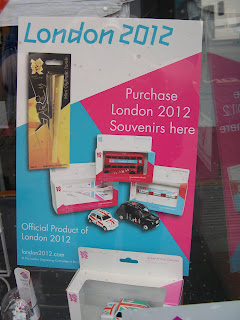 London 2012
Purchase
London 2012
Souvenirs here
Official Product of
London 2012
london2012.com